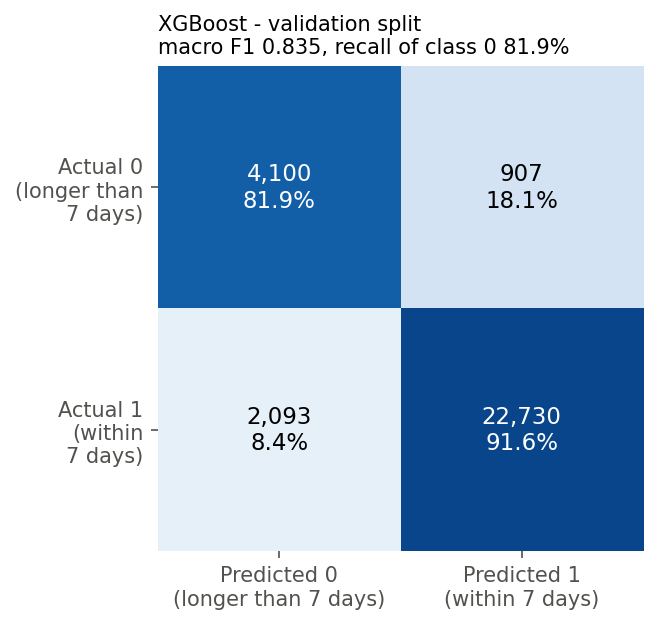 XGBoost - validation split
macro F1 0.835, recall of class 0 81.9%
Actual 0
(longer than
7 days)
4,100
81.9%
907
18.1%
Actual 1
(within
7 days)
2,093
8.4%
22,730
91.6%
Predicted 0
(longer than 7 days)
Predicted 1
(within 7 days)